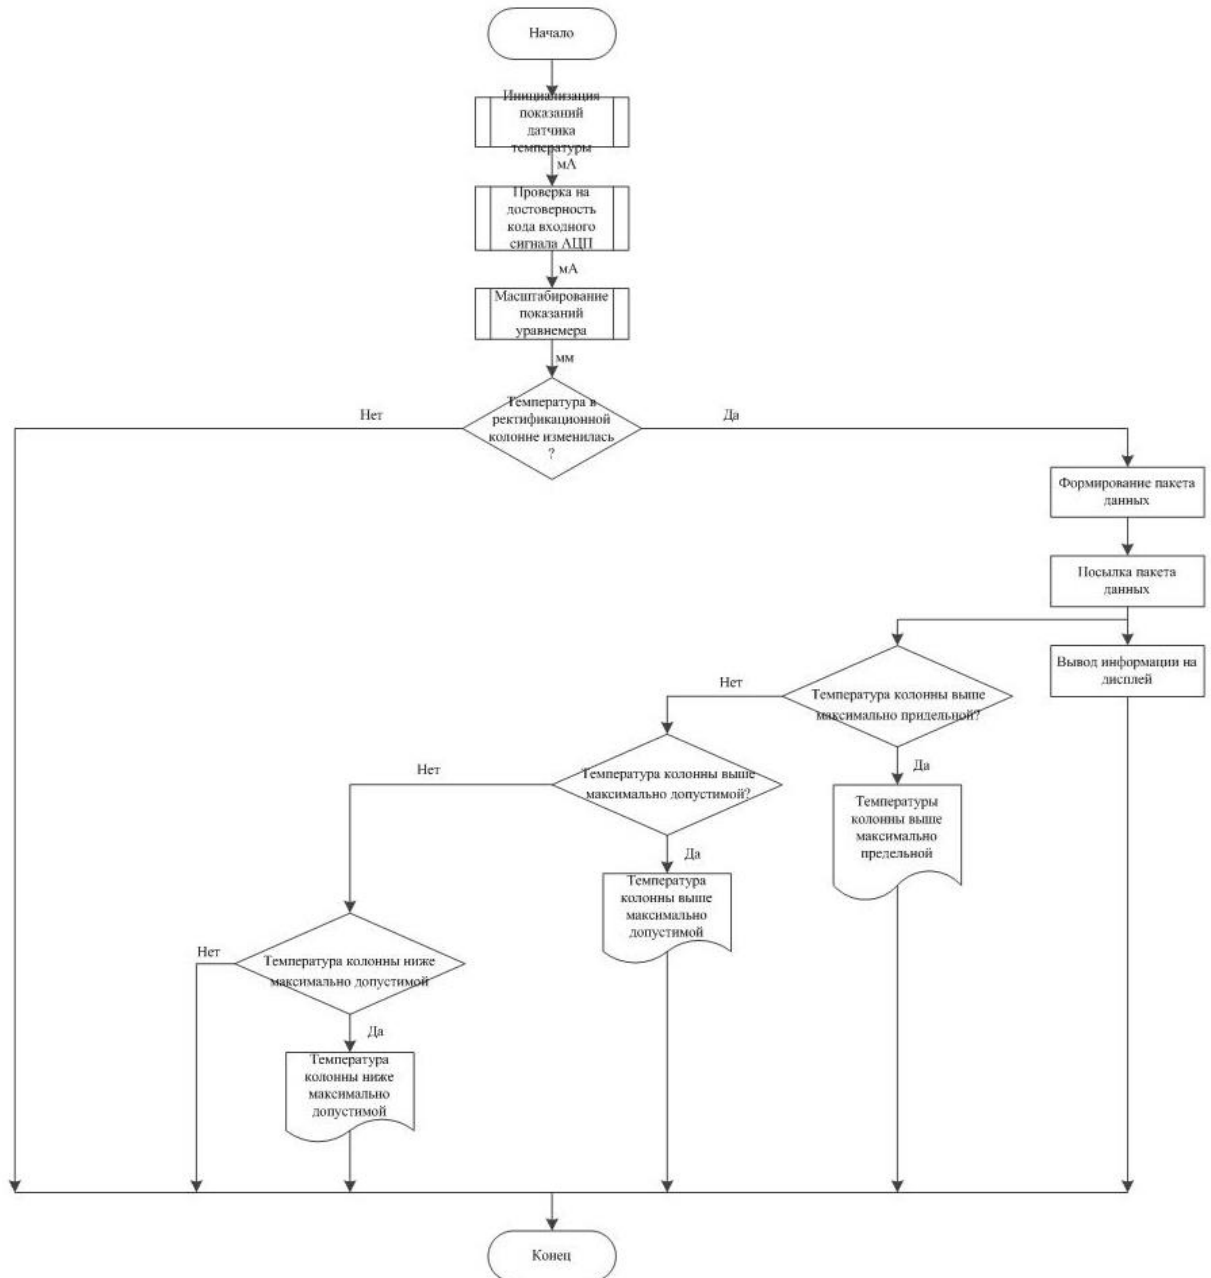 Начало
Инициализация
показаний
датчика
температуры
мА
Проверка на
достоверность
кода входного
сигнала АЦП
мА
Масштабирование
показаний
уравнемера
мм
Температура в
ректификационной
колонне изменилась
?
Нет
Да
Формирование пакета
данных
Посылка пакета
данных
Вывод информации на
дисплей
Температура колонны выше
максимально придельной?
Нет
Да
Температуры
колонны выше
максимально
предельной
Температура колонны выше
максимально допустимой?
Нет
Да
Температура
колонны выше
максимально
допустимой
Температура колонны ниже
максимально допустимой
Нет
Да
Температура
колонны ниже
максимально
допустимой
Конец